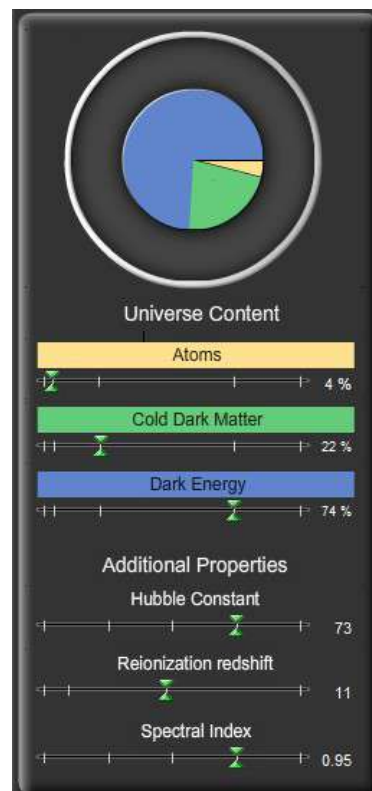 Universe Content
Atoms
4 %
Cold Dark Matter
22 %
Dark Energy
74 %
Additional Properties
Hubble Constant
73
Reionization redshift
11
Spectral Index
0.95